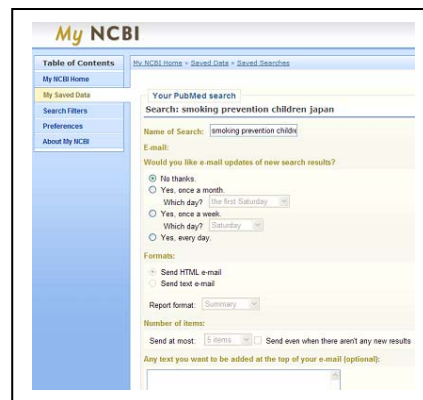 My NCBI
Table of Contents
My NCBI Home
My Saved Data
Search Filters
Preferences
About My NCBI
My NCBI Home » Saved Data » Saved Searches
Your PubMed search
Search: smoking prevention children japan
Name of Search: smoking prevention childre
E-mail:
Would you like e-mail updates of new search results?
No thanks.
Yes, once a month.
Which day? the first Saturday
Yes, once a week.
Which day? Saturday
Yes, every day.
Formats:
Send HTML e-mail
Send text e-mail
Report format: Summary
Number of items:
Send at most: 5 items Send even when there aren't any new results
Any text you want to be added at the top of your e-mail (optional):